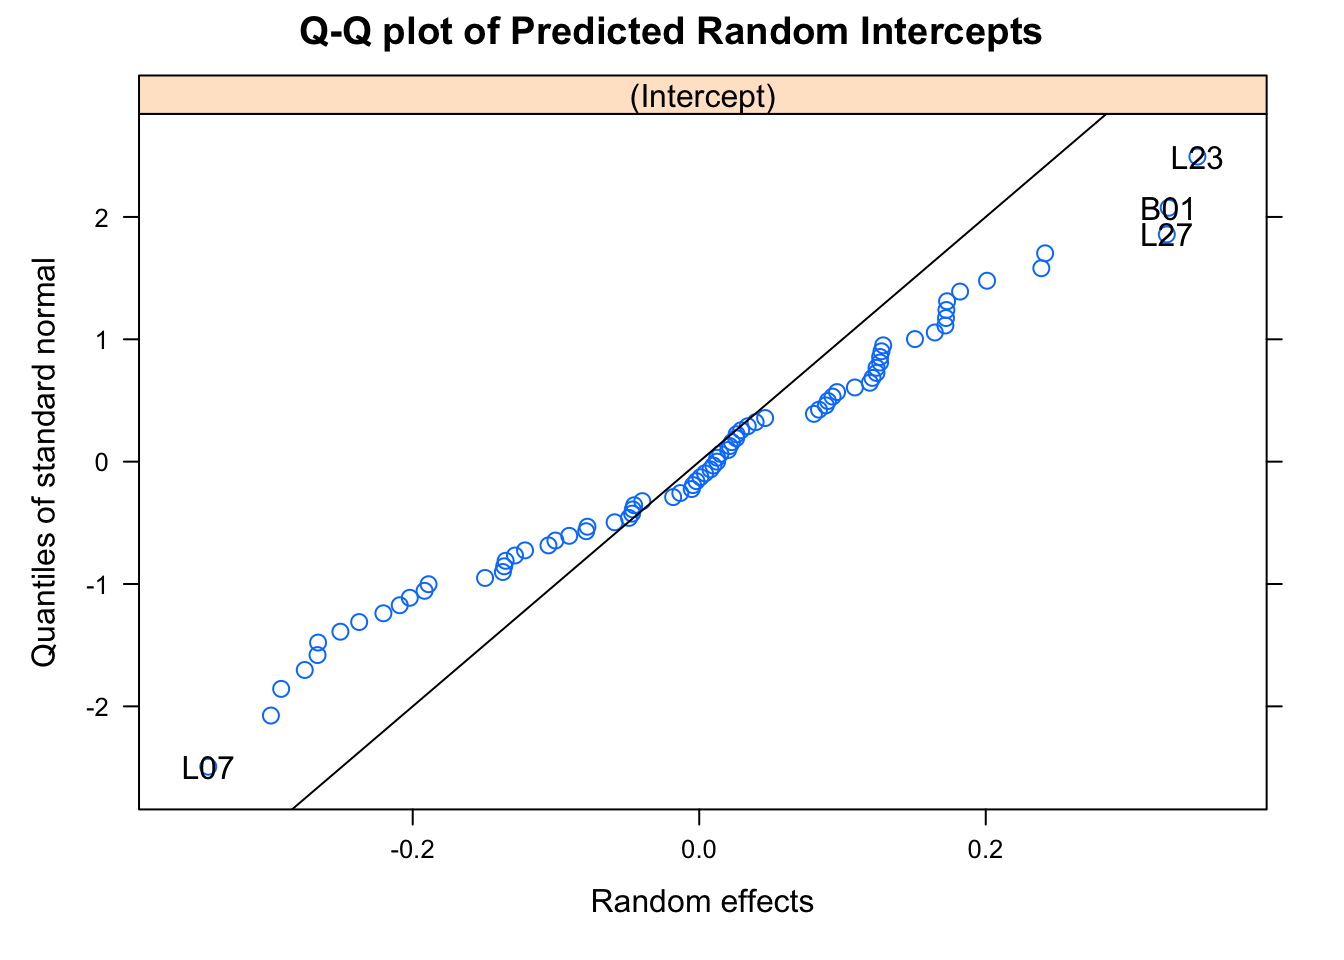 Q-Q plot of Predicted Random Intercepts
(Intercept)
L23
B01
L27
L07
Quantiles of standard normal
2
1
0
-1
-2
-0.2
0.0
0.2
Random effects